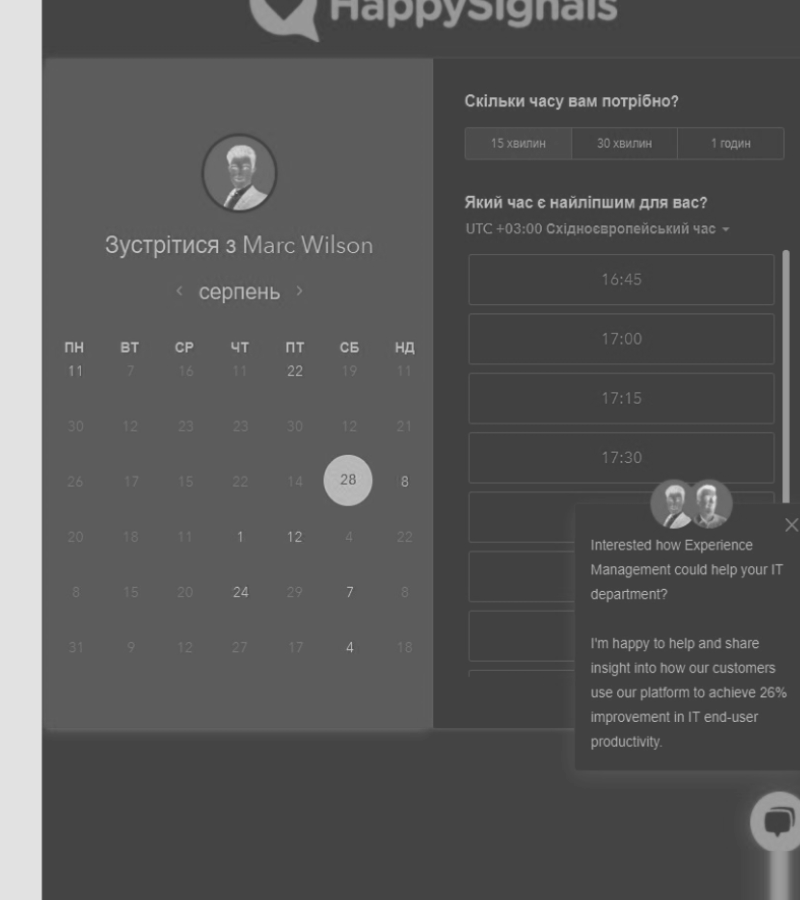 HappySignals
Зустрітися з Marc Wilson
серпень
ПН ВТ СР ЧТ ПТ СБ НД
11 7 16 11 22 19 11
30 12 23 23 30 12 21
26 17 15 22 14 28 8
20 18 11 1 12 4 22
8 15 20 24 29 7 8
31 9 12 27 17 4 18
Скільки часу вам потрібно?
15 хвилин 30 хвилин 1 годин
Який час є найліпшим для вас?
UTC +03:00 Східноєвропейський час
16:45
17:00
17:15
17:30
Interested how Experience
Management could help your IT
department?
I'm happy to help and share
insight into how our customers
use our platform to achieve 26%
improvement in IT end-user
productivity.